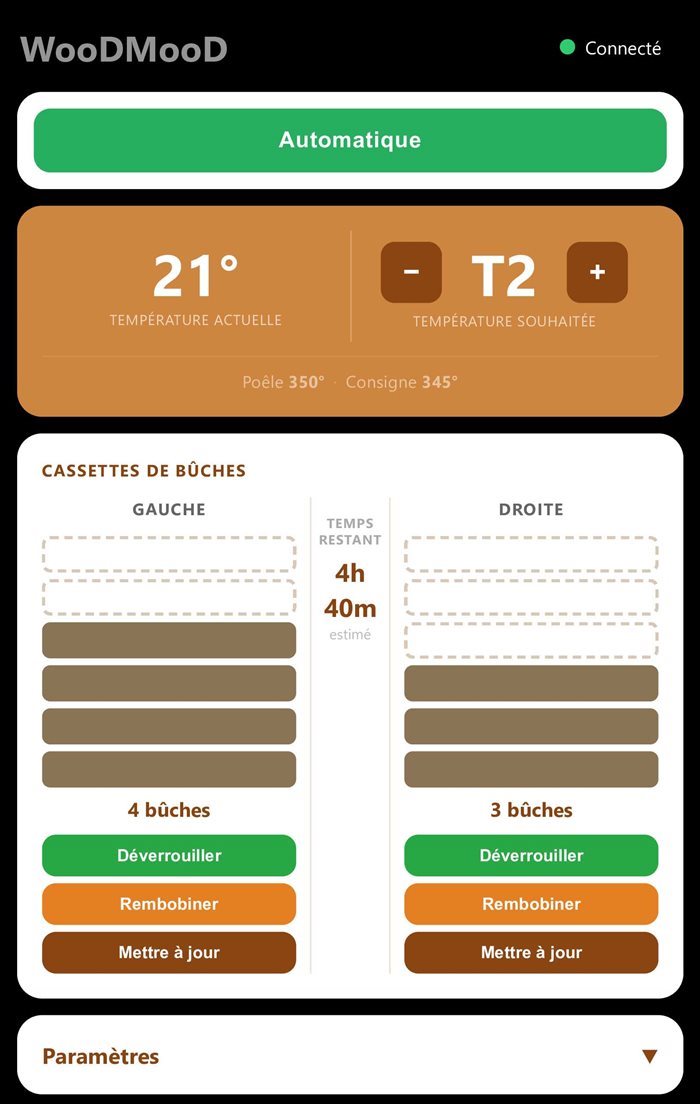 WooDMooD
Connecté
Automatique
21°
TEMPÉRATURE ACTUELLE
− T2 +
TEMPÉRATURE SOUHAITÉE
Poêle 350° · Consigne 345°
CASSETTES DE BÛCHES
GAUCHE
4 bûches
Déverrouiller
Rembobiner
Mettre à jour
TEMPS
RESTANT
4h
40m
estimé
DROITE
3 bûches
Déverrouiller
Rembobiner
Mettre à jour
Paramètres ▼